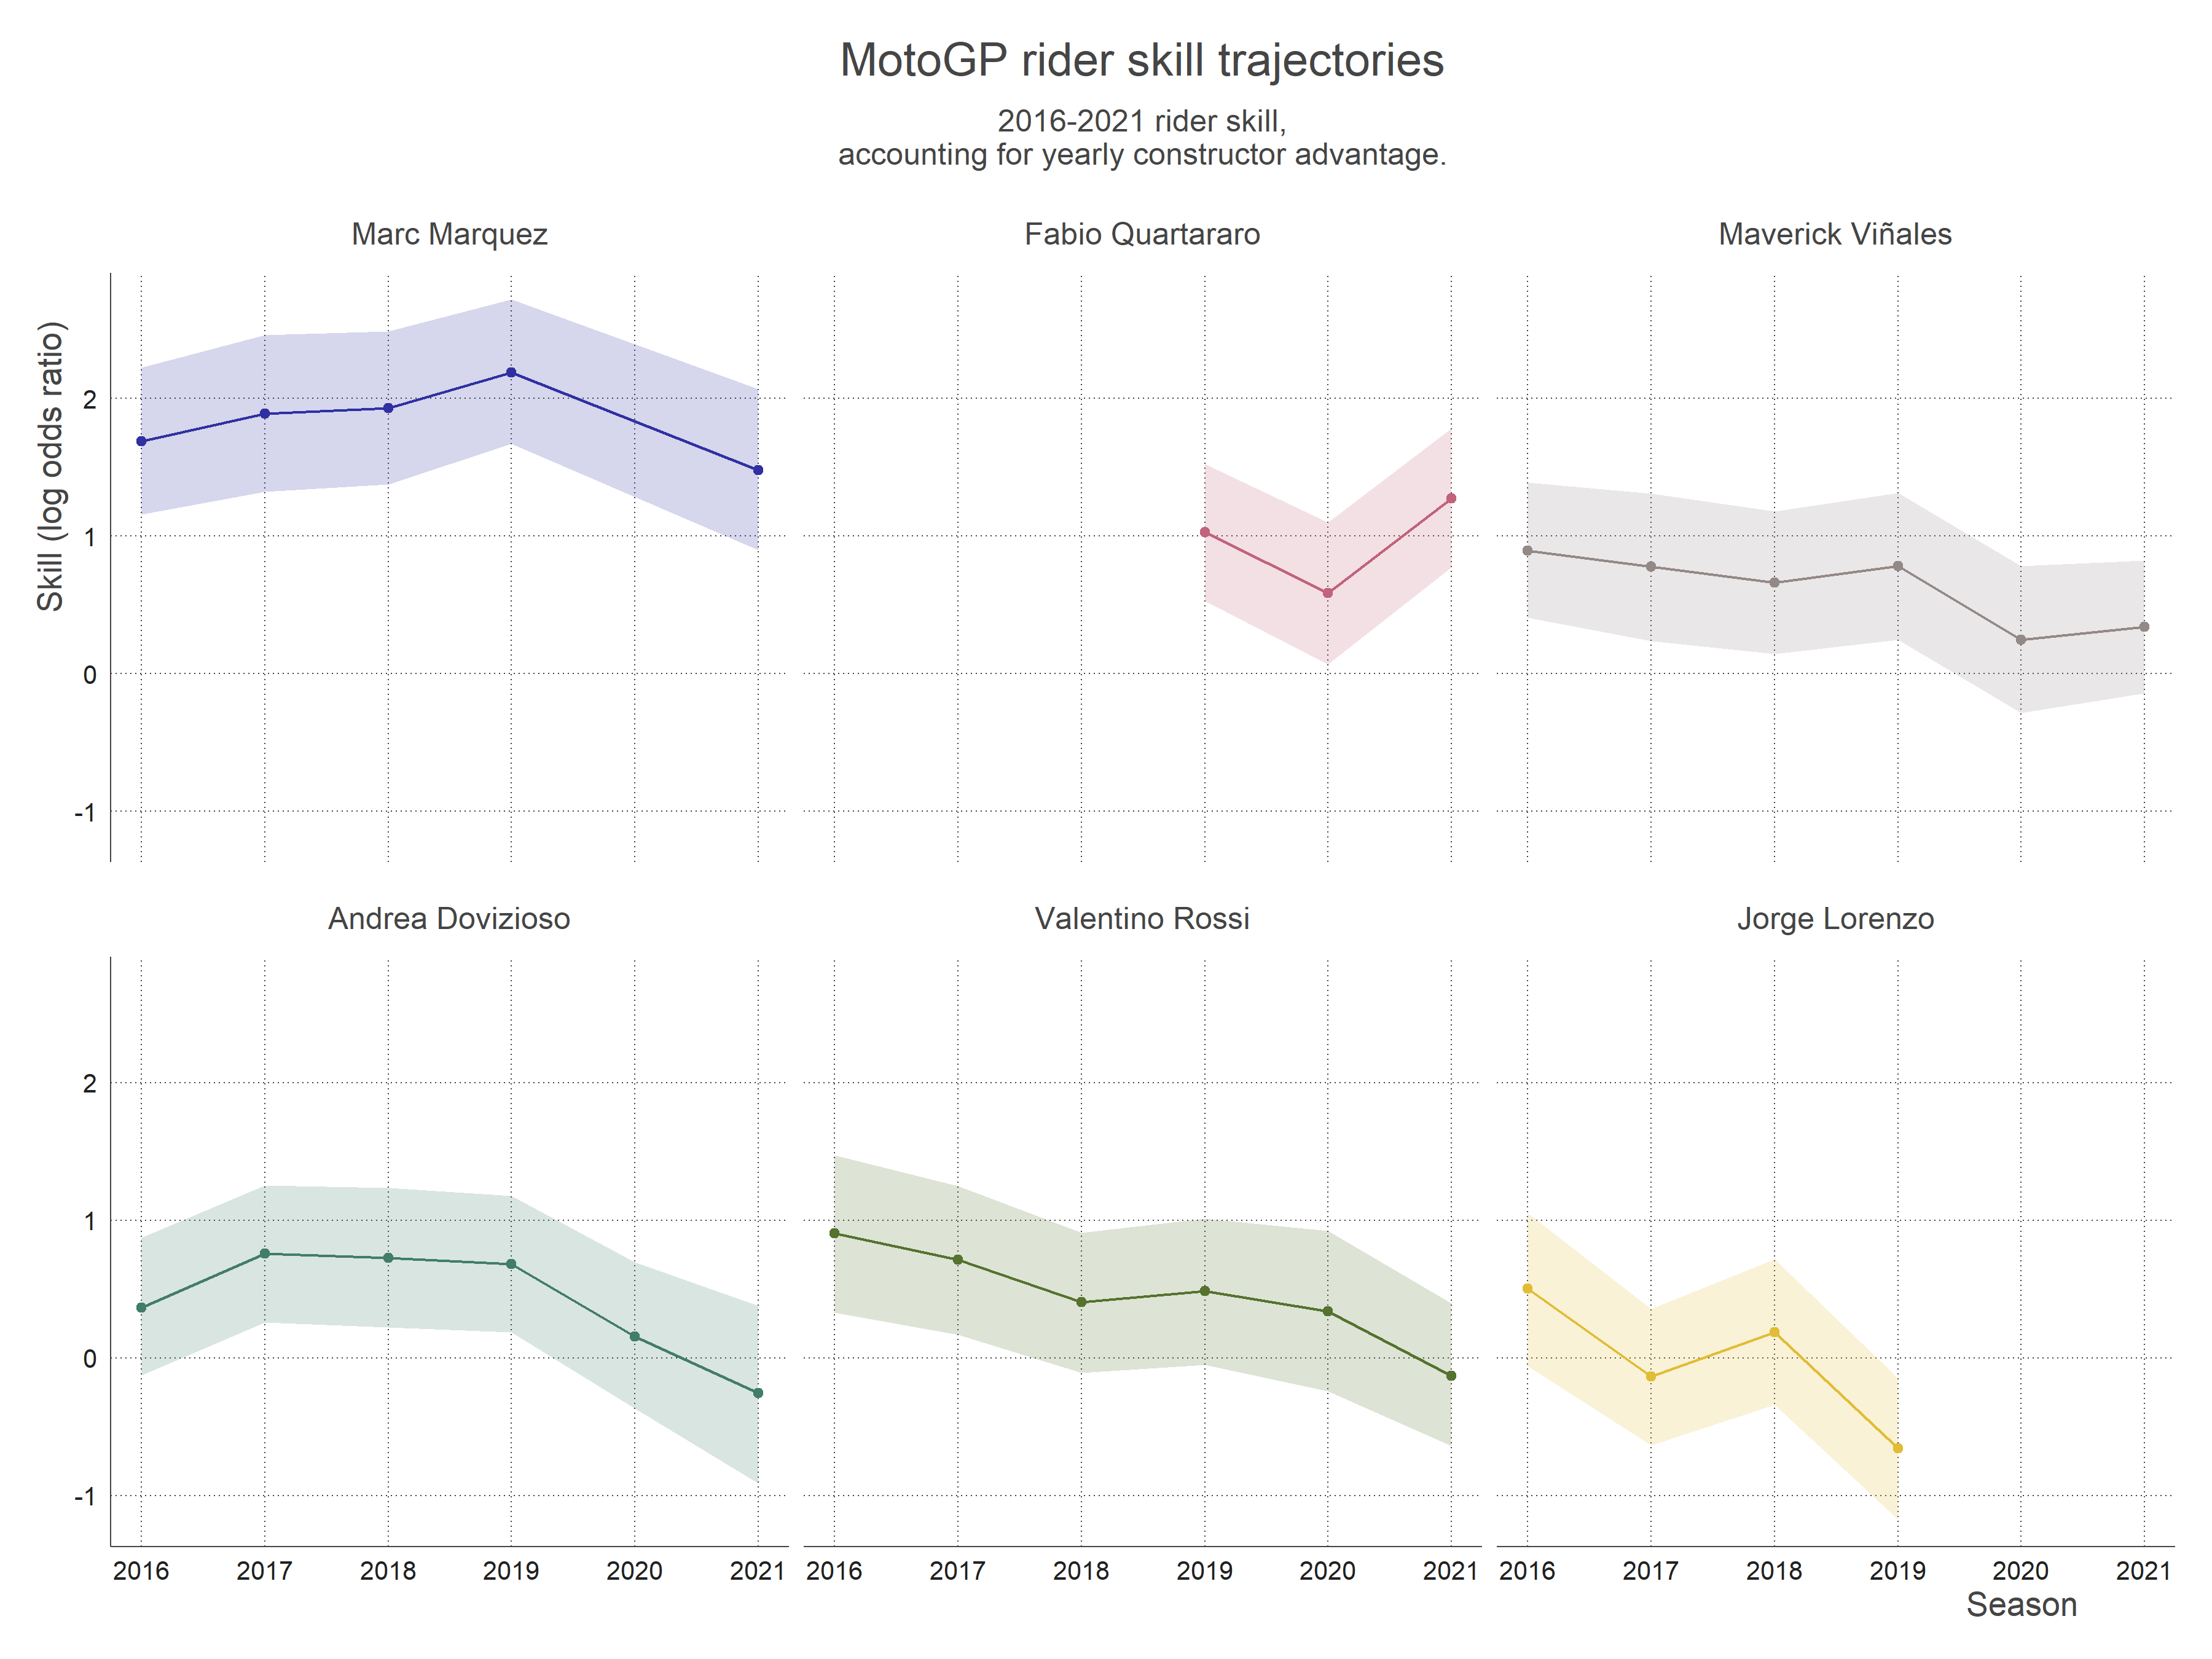 MotoGP rider skill trajectories
2016-2021 rider skill,
accounting for yearly constructor advantage.
Marc Marquez
Fabio Quartararo
Maverick Viñales
Skill (log odds ratio)
2
1
0
-1
Andrea Dovizioso
Valentino Rossi
Jorge Lorenzo
2
1
0
-1
2016 2017 2018 2019 2020 2021 2016 2017 2018 2019 2020 2021 2016 2017 2018 2019 2020 2021
Season